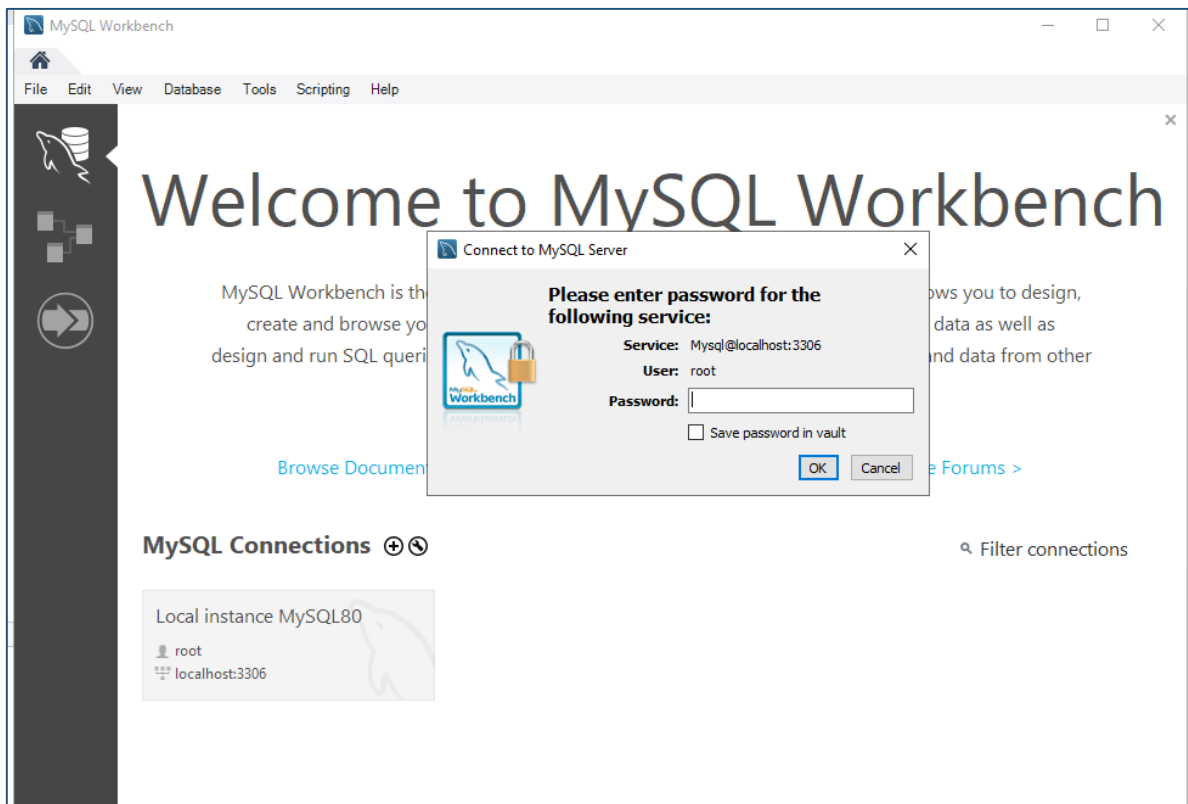 MySQL Workbench
File Edit View Database Tools Scripting Help
Welcome to MySQL Workbench
Connect to MySQL Server
Please enter password for the
following service:
Service: Mysql@localhost:3306
User: root
Password:
Save password in vault
OK Cancel
MySQL
Workbench
MySQL Workbench is th
ows you to design,
create and browse yo
data as well as
design and run SQL queri
nd data from other
Browse Documen
e Forums >
MySQL Connections
Filter connections
Local instance MySQL80
root
localhost:3306